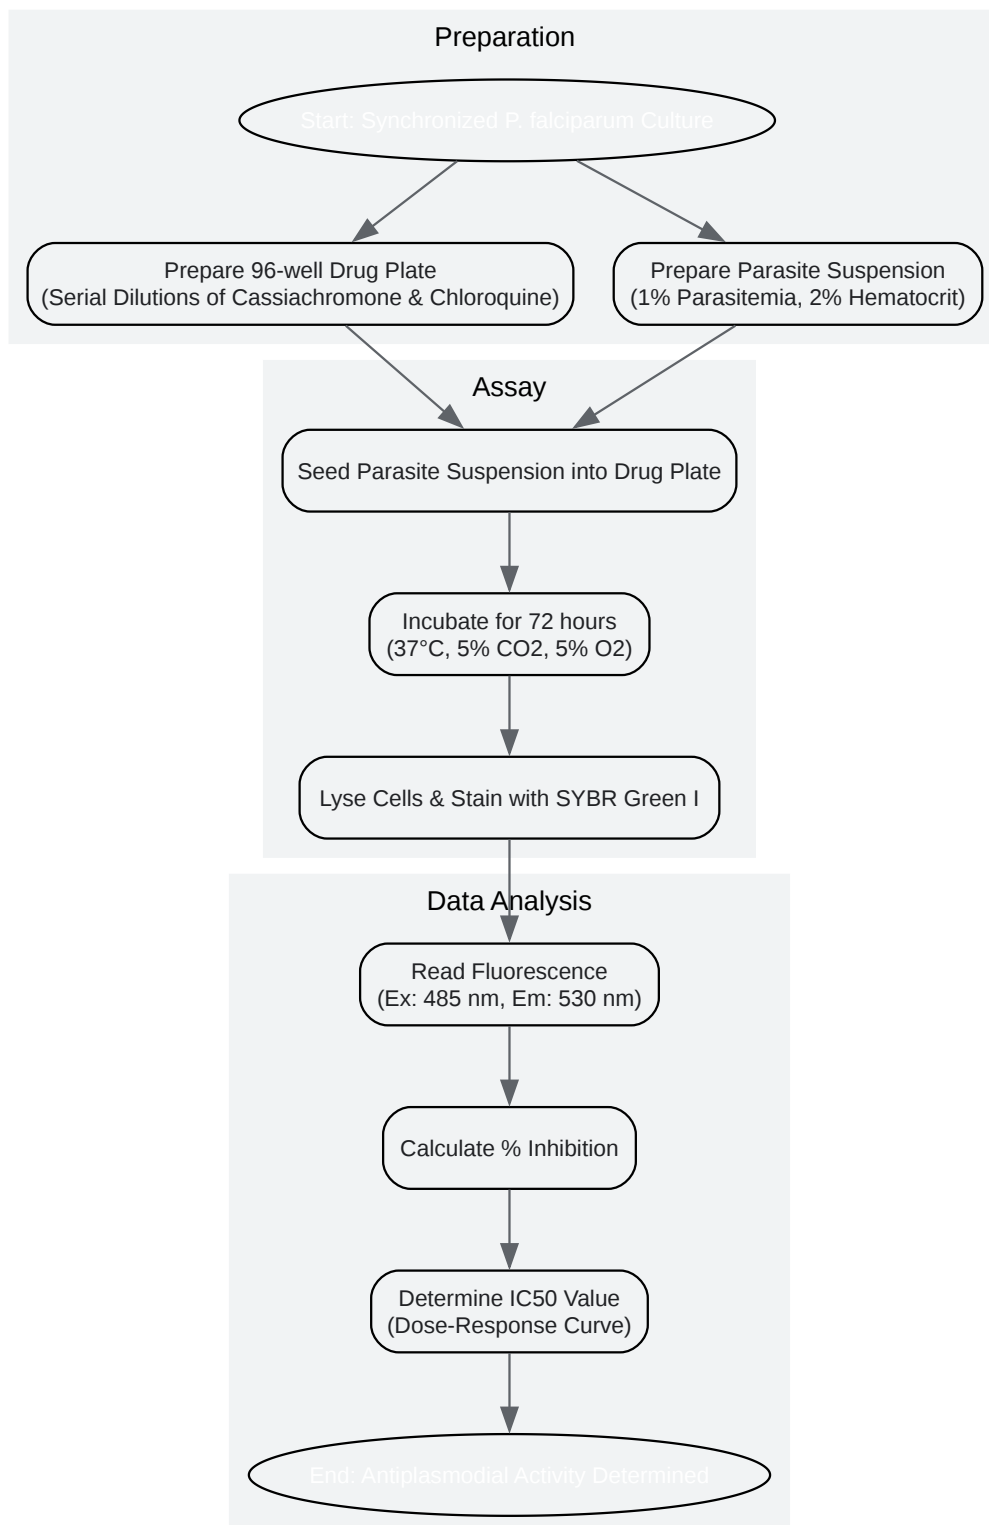 Preparation
Start: Synchronized P. falciparum Culture
Prepare 96-well Drug Plate
(Serial Dilutions of Cassiachromone & Chloroquine)
Prepare Parasite Suspension
(1% Parasitemia, 2% Hematocrit)
Assay
Seed Parasite Suspension into Drug Plate
Incubate for 72 hours
(37°C, 5% CO2, 5% O2)
Lyse Cells & Stain with SYBR Green I
Data Analysis
Read Fluorescence
(Ex: 485 nm, Em: 530 nm)
Calculate % Inhibition
Determine IC50 Value
(Dose-Response Curve)
End: Antiplasmodial Activity Determined